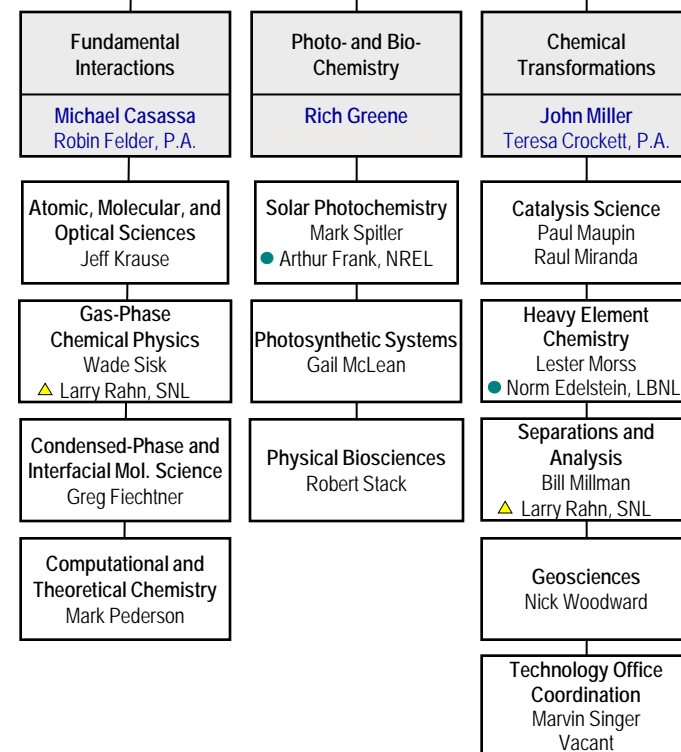 Fundamental
Interactions
Michael Casassa
Robin Felder, P.A.
Atomic, Molecular, and
Optical Sciences
Jeff Krause
Gas-Phase
Chemical Physics
Wade Sisk
Larry Rahn, SNL
Condensed-Phase and
Interfacial Mol. Science
Greg Fiechtner
Computational and
Theoretical Chemistry
Mark Pederson
Photo- and Bio-
Chemistry
Rich Greene
Solar Photochemistry
Mark Spitler
Arthur Frank, NREL
Photosynthetic Systems
Gail McLean
Physical Biosciences
Robert Stack
Chemical
Transformations
John Miller
Teresa Crockett, P.A.
Catalysis Science
Paul Maupin
Raul Miranda
Heavy Element
Chemistry
Lester Morss
Norm Edelstein, LBNL
Separations and
Analysis
Bill Millman
Larry Rahn, SNL
Geosciences
Nick Woodward
Technology Office
Coordination
Marvin Singer
Vacant